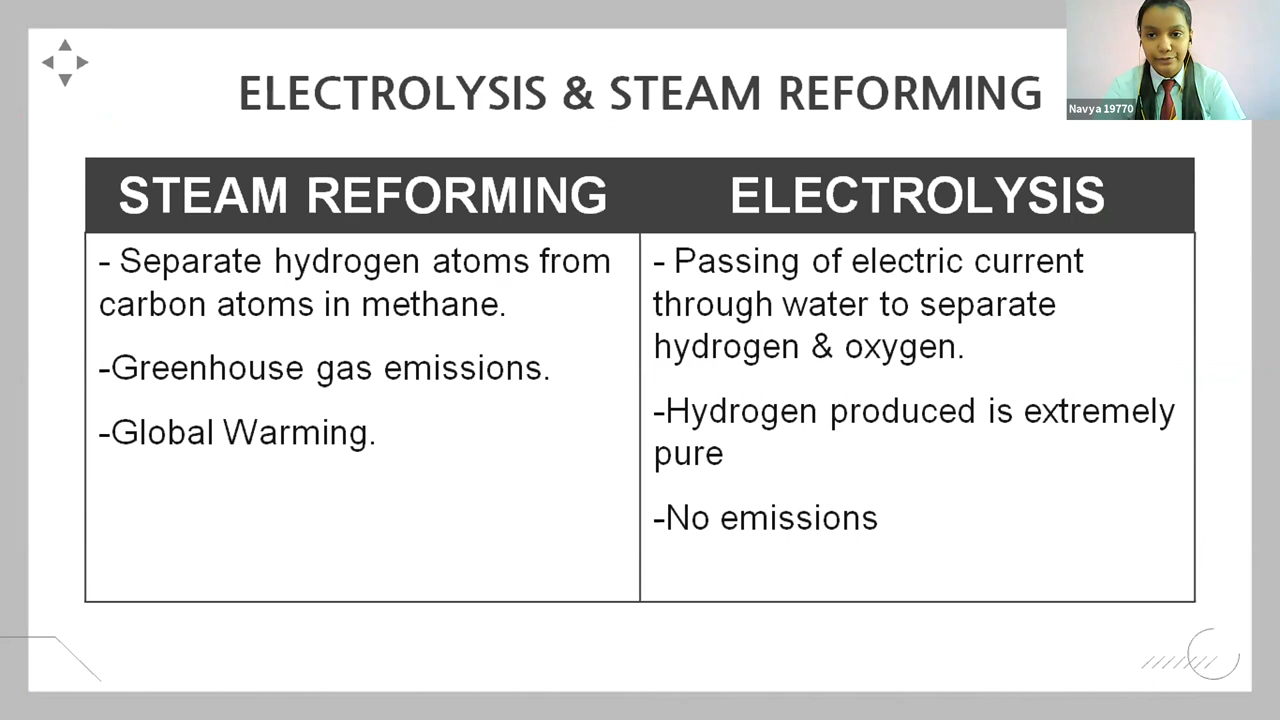 ELECTROLYSIS & STEAM REFORMING
Navya 19770
STEAM REFORMING
- Separate hydrogen atoms from
carbon atoms in methane.
-Greenhouse gas emissions.
-Global Warming.
ELECTROLYSIS
- Passing of electric current
through water to separate
hydrogen & oxygen.
-Hydrogen produced is extremely
pure
-No emissions